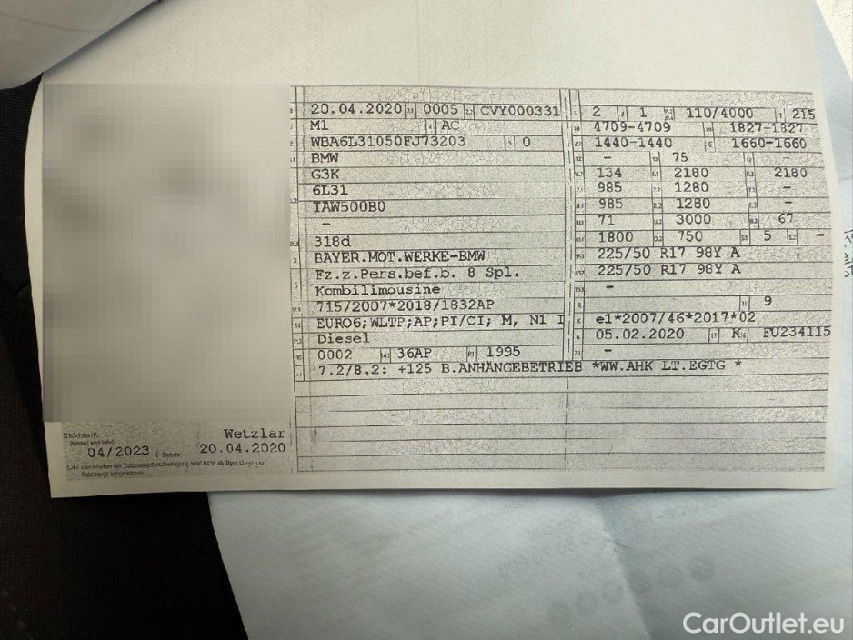 20.04.2020 0005 CVY000331 2 1 110/4000 215
M1 AC 4709-4709 1827-1827
WBA6L31050FJ73203 0 1440-1440 1660-1660
BMW - 75 -
G3K 134 2180 2180
6L31 985 1280 -
IAW500B0 985 1280 -
- 71 3000 67
318d 1800 750 5 -
BAYER.MOT.WERKE-BMW 225/50 R17 98Y A
Fz.z.Pers.bef.b. 8 Spl. 225/50 R17 98Y A
Kombilimousine -
715/2007*2018/1832AP 9
EURO6;WLTP;AP;PI/CI; M, N1 I e1*2007/46*2017*02
Diesel 05.02.2020 K FU234115
0002 36AP 1995 -
7.2/8.2: +125 B.ANHÄNGEBETRIEB *WW.AHK LT.EGTG *
Wetzlar
04/2023 20.04.2020
CarOutlet.eu